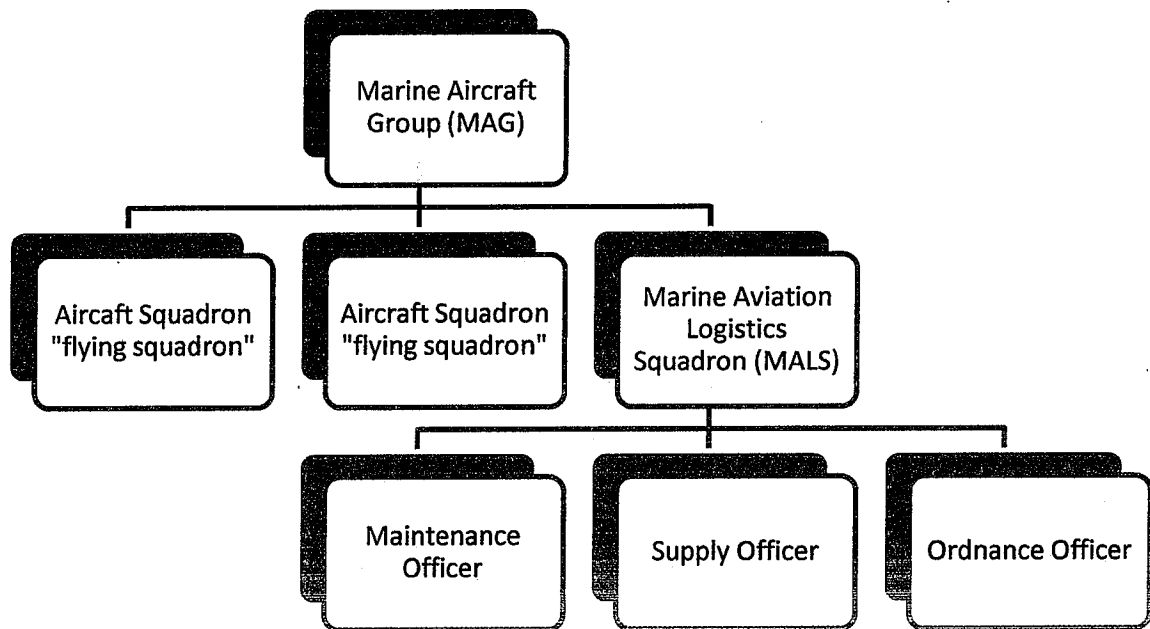 Marine Aircraft
Group (MAG)
Aircaft Squadron
"flying squadron"
Aircraft Squadron
"flying squadron"
Marine Aviation
Logistics
Squadron (MALS)
Maintenance
Officer
Supply Officer
Ordnance Officer